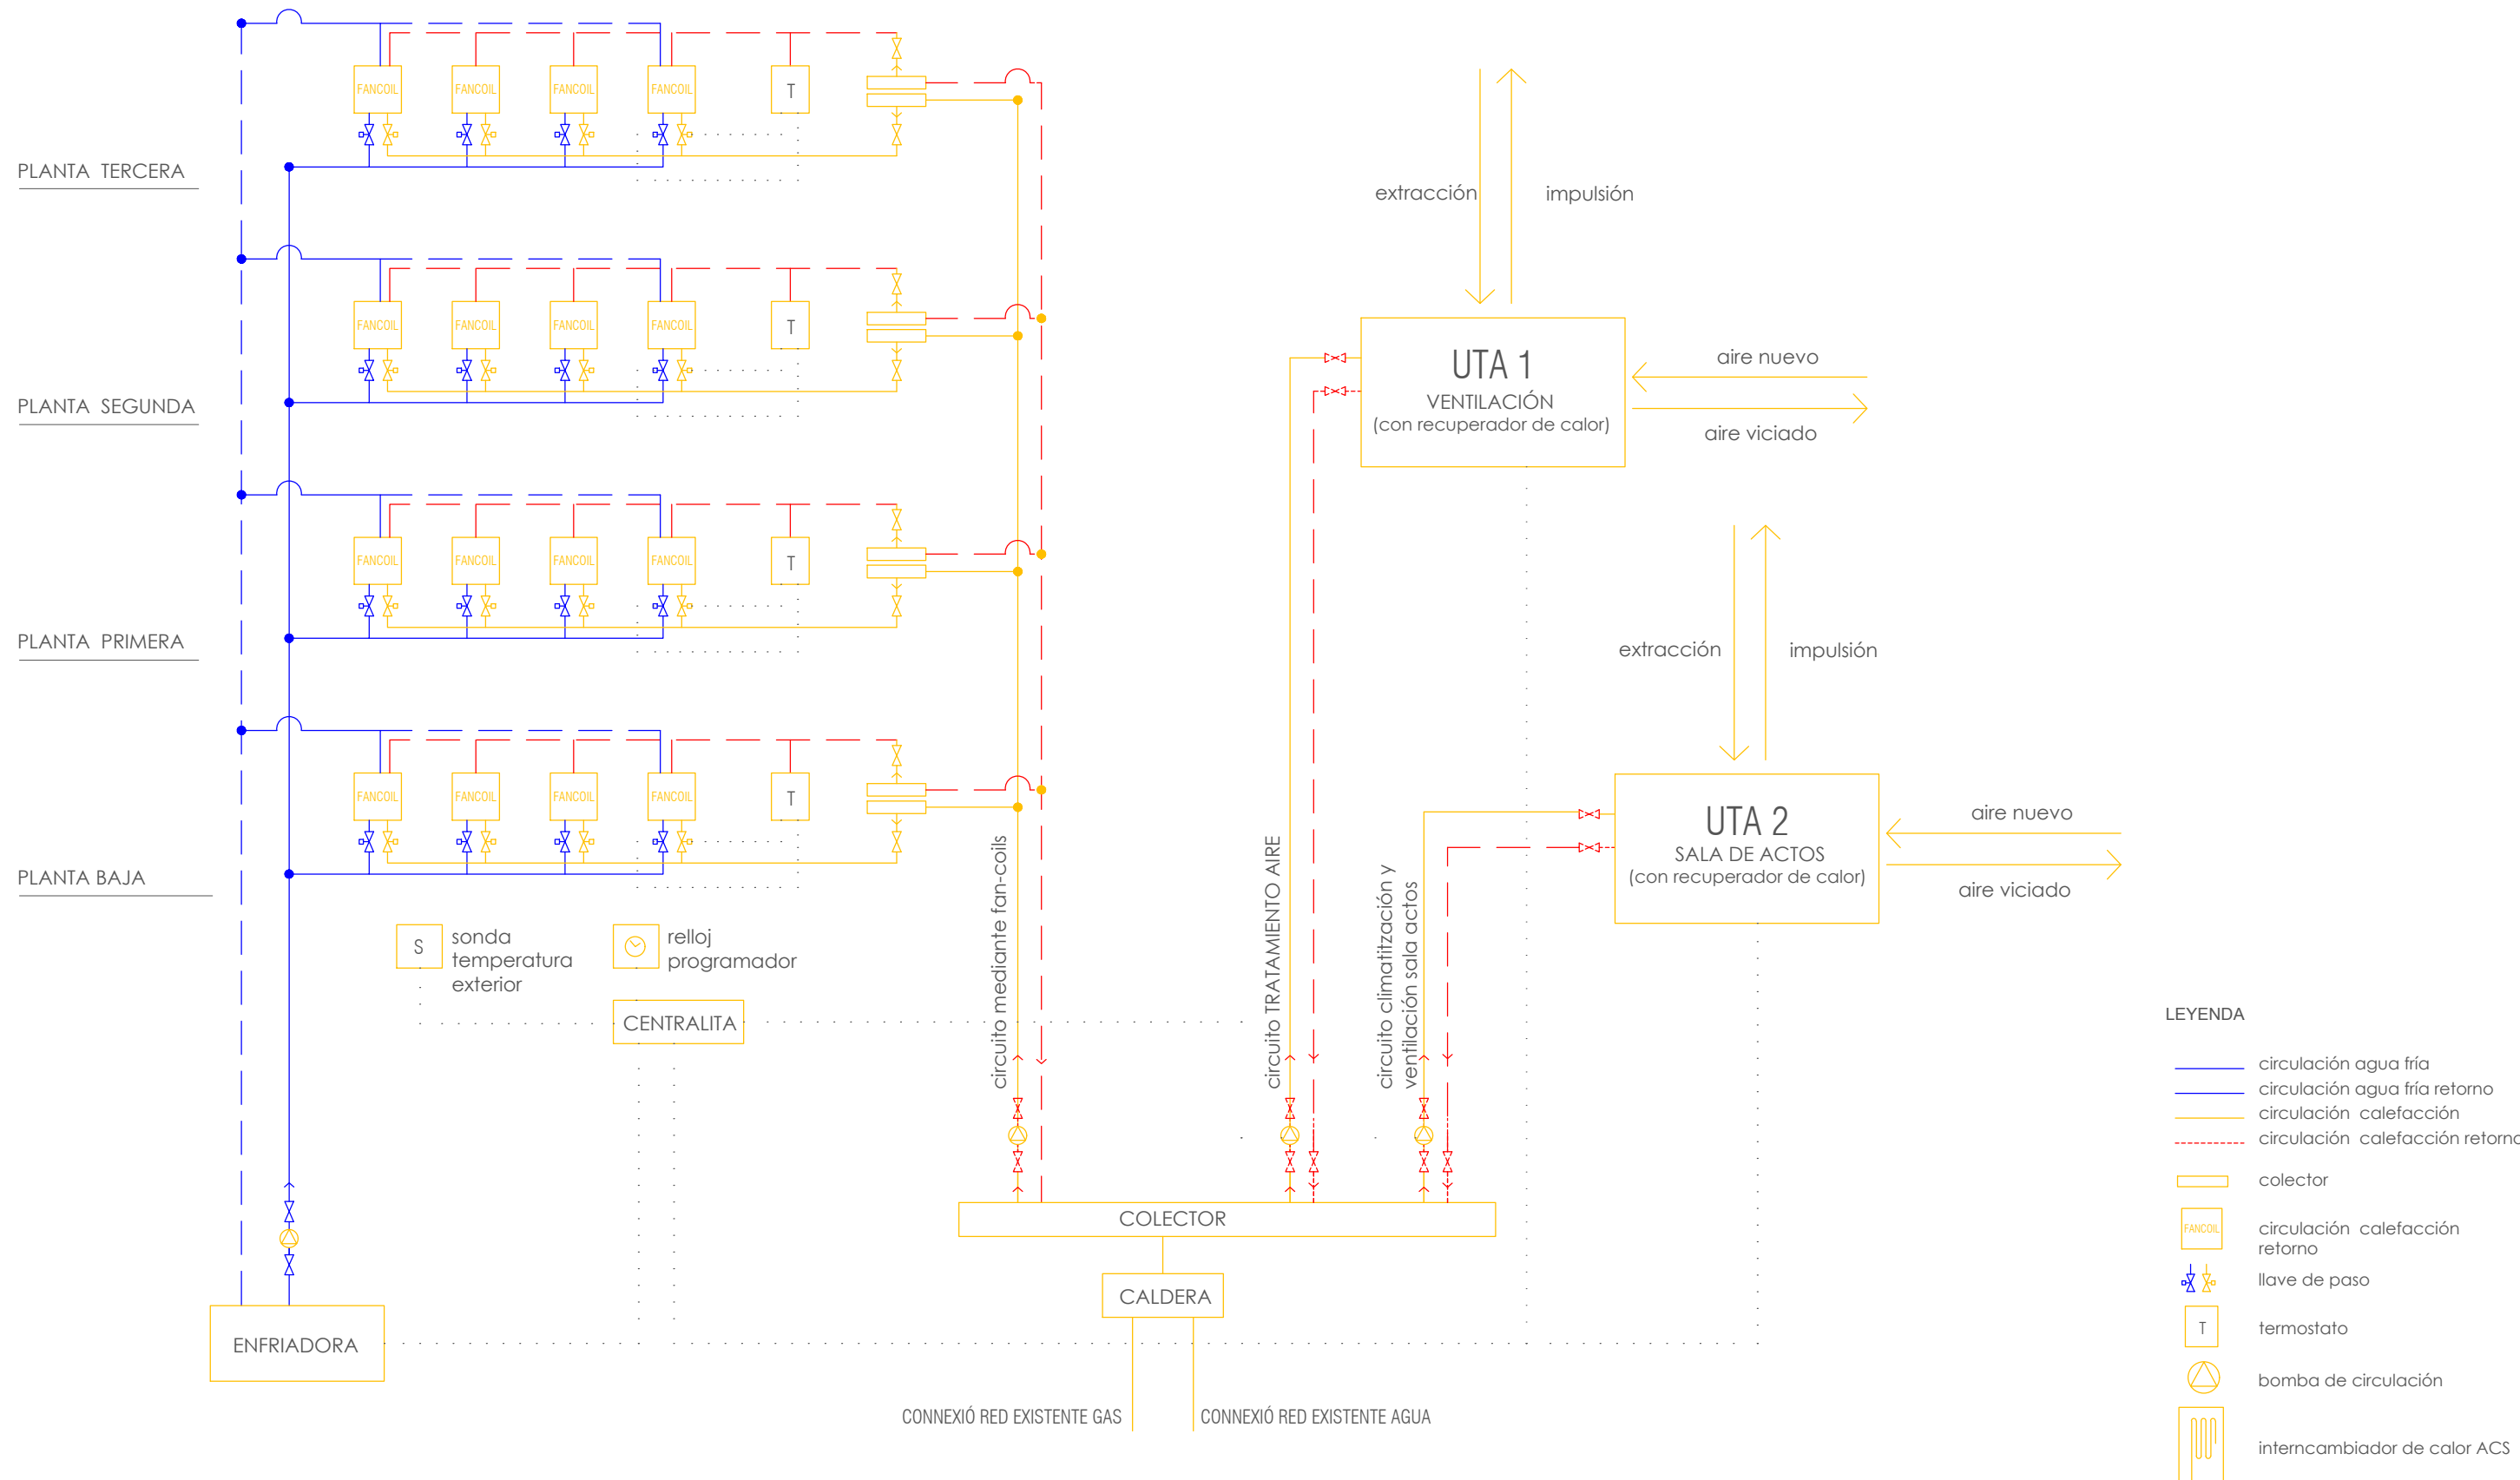 FANCOIL FANCOIL FANCOIL FANCOIL T
PLANTA TERCERA
extracción impulsión
FANCOIL FANCOIL FANCOIL FANCOIL T
PLANTA SEGUNDA
UTA 1
VENTILACIÓN
(con recuperador de calor)
aire nuevo
aire viciado
FANCOIL FANCOIL FANCOIL FANCOIL T
PLANTA PRIMERA
extracción impulsión
FANCOIL FANCOIL FANCOIL FANCOIL T
PLANTA BAJA
UTA 2
SALA DE ACTOS
(con recuperador de calor)
aire nuevo
aire viciado
S
sonda
temperatura
exterior
relloj
programador
CENTRALITA
circuito mediante fan-coils
circuito TRATAMIENTO AIRE
circuito climatitzación y
ventilación sala actos
COLECTOR
CALDERA
ENFRIADORA
CONNEXIÓ RED EXISTENTE GAS
CONNEXIÓ RED EXISTENTE AGUA
LEYENDA
circulación agua fría
circulación agua fría retorno
circulación calefacción
circulación calefacción retorno
colector
FANCOIL
circulación calefacción
retorno
llave de paso
T
termostato
bomba de circulación
interncambiador de calor ACS